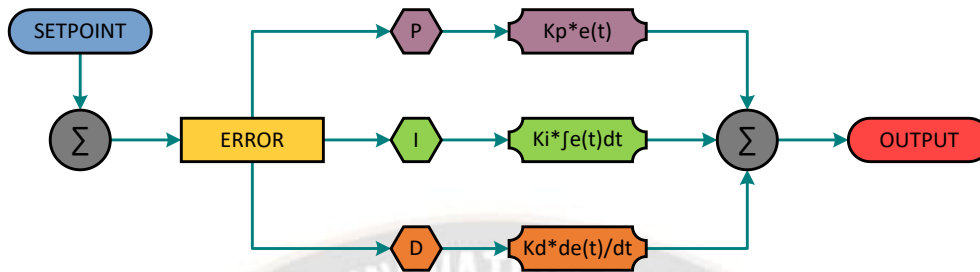 SETPOINT
P
Kp*e(t)
∑
ERROR
I
Ki*∫e(t)dt
∑
OUTPUT
D
Kd*de(t)/dt